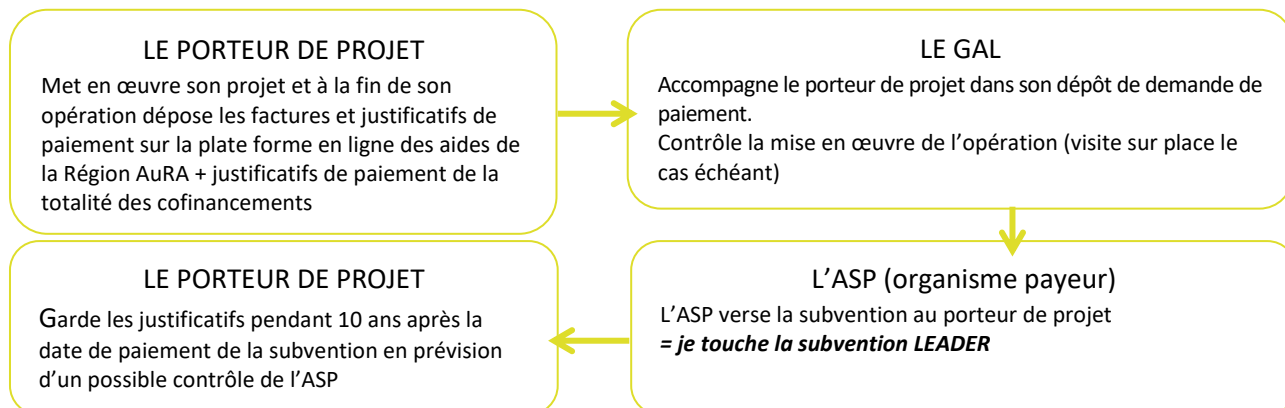 LE PORTEUR DE PROJET
Met en œuvre son projet et à la fin de son
opération dépose les factures et justificatifs de
paiement sur la plate forme en ligne des aides de
la Région AuRA + justificatifs de paiement de la
totalité des cofinancements
LE GAL
Accompagne le porteur de projet dans son dépôt de demande de
paiement.
Contrôle la mise en œuvre de l’opération (visite sur place le
cas échéant)
L’ASP (organisme payeur)
L’ASP verse la subvention au porteur de projet
= je touche la subvention LEADER
LE PORTEUR DE PROJET
Garde les justificatifs pendant 10 ans après la
date de paiement de la subvention en prévision
d’un possible contrôle de l’ASP